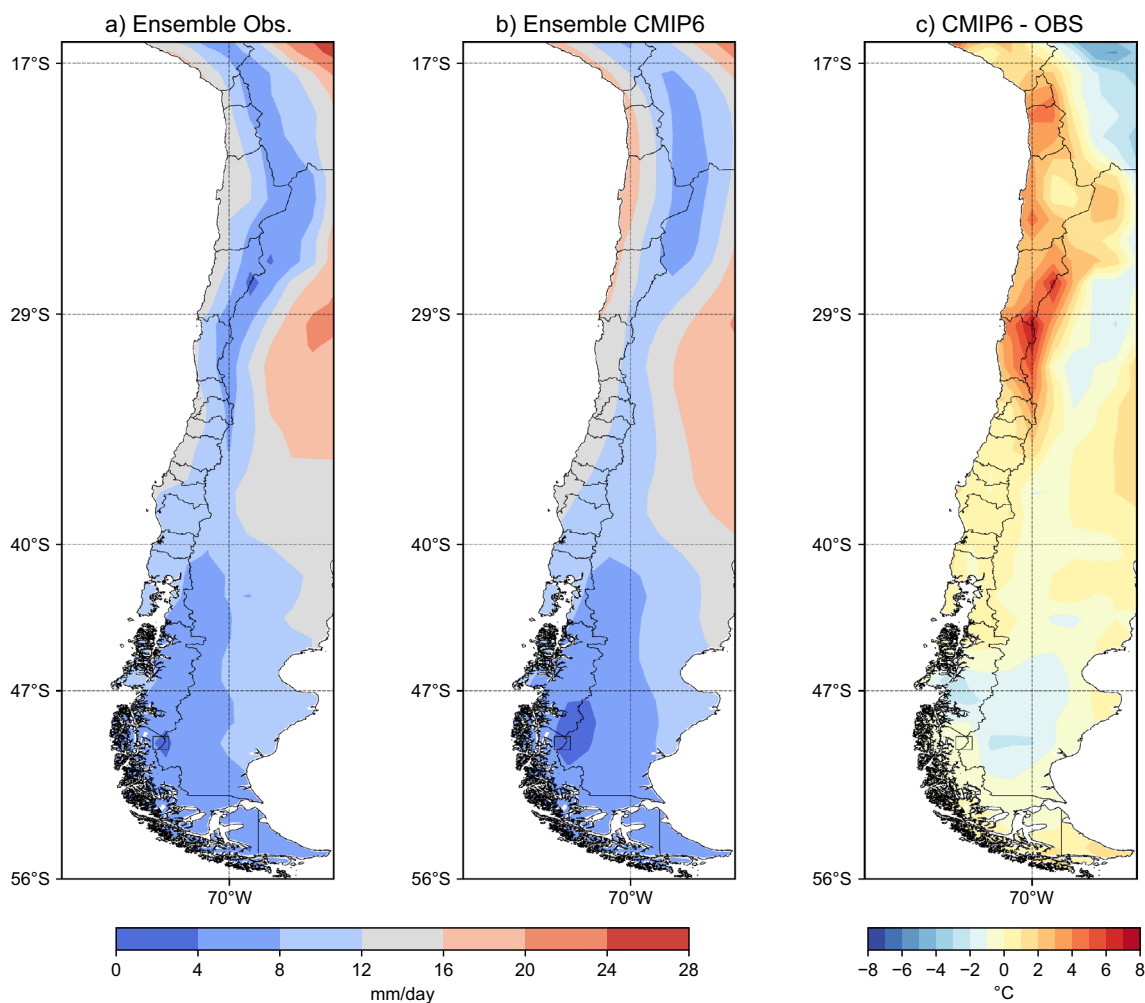 a) Ensemble Obs.
b) Ensemble CMIP6
c) CMIP6 - OBS
17°S
17°S
17°S
29°S
29°S
29°S
40°S
40°S
40°S
47°S
47°S
47°S
56°S
56°S
56°S
70°W
70°W
70°W
0 4 8 12 16 20 24 28
mm/day
−8 −6 −4 −2 0 2 4 6 8
°C